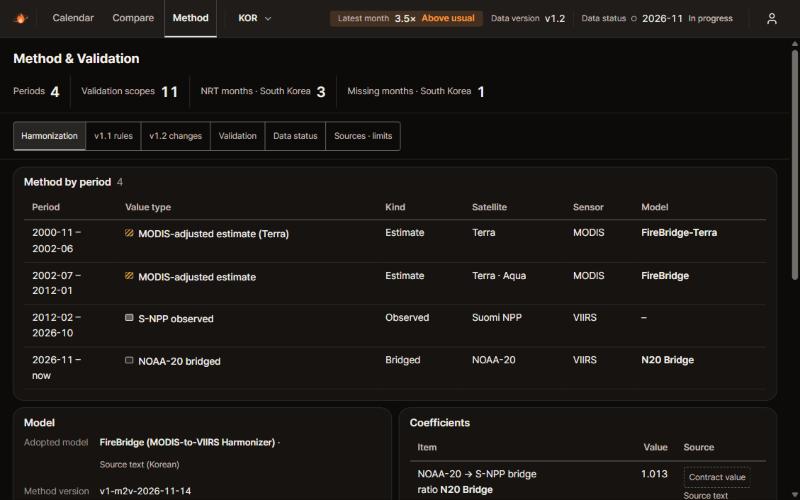 Calendar Compare Method KOR Latest month 3.5× Above usual Data version v1.2 Data status 2026-11 In progress
Method & Validation
Periods 4 Validation scopes 11 NRT months · South Korea 3 Missing months · South Korea 1
Harmonization v1.1 rules v1.2 changes Validation Data status Sources · limits
Method by period 4
Period Value type Kind Satellite Sensor Model
2000-11 –
2002-06
MODIS-adjusted estimate (Terra) Estimate Terra MODIS FireBridge-Terra
2002-07 –
2012-01
MODIS-adjusted estimate Estimate Terra · Aqua MODIS FireBridge
2012-02 –
2026-10
S-NPP observed Observed Suomi NPP VIIRS –
2026-11 –
now
NOAA-20 bridged Bridged NOAA-20 VIIRS N20 Bridge
Model
Adopted model FireBridge (MODIS-to-VIIRS Harmonizer) ·
Source text (Korean)
Method version v1-m2v-2026-11-14
Coefficients
Item Value Source
NOAA-20 → S-NPP bridge
ratio N20 Bridge
1.013 Contract value
Source text